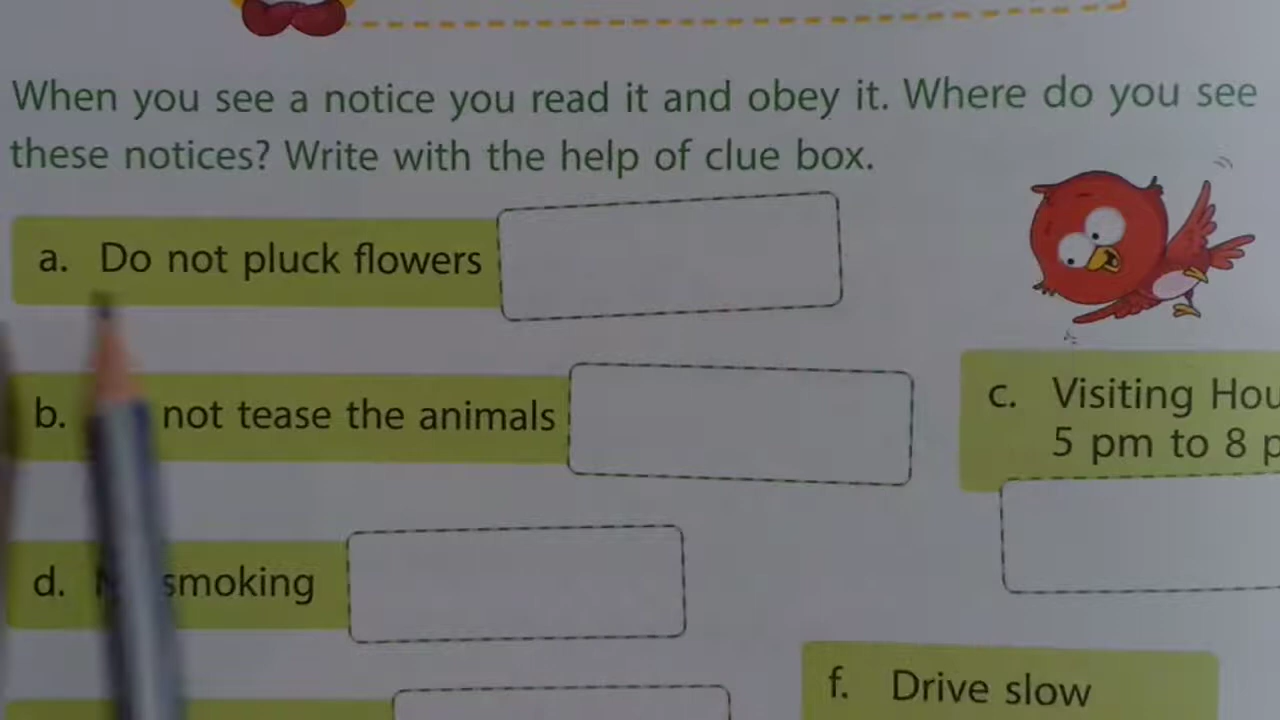 When you see a notice you read it and obey it. Where do you see
these notices? Write with the help of clue box.
a. Do not pluck flowers
b. not tease the animals
c. Visiting
5 pm to 8
d. smoking
f. Drive slow